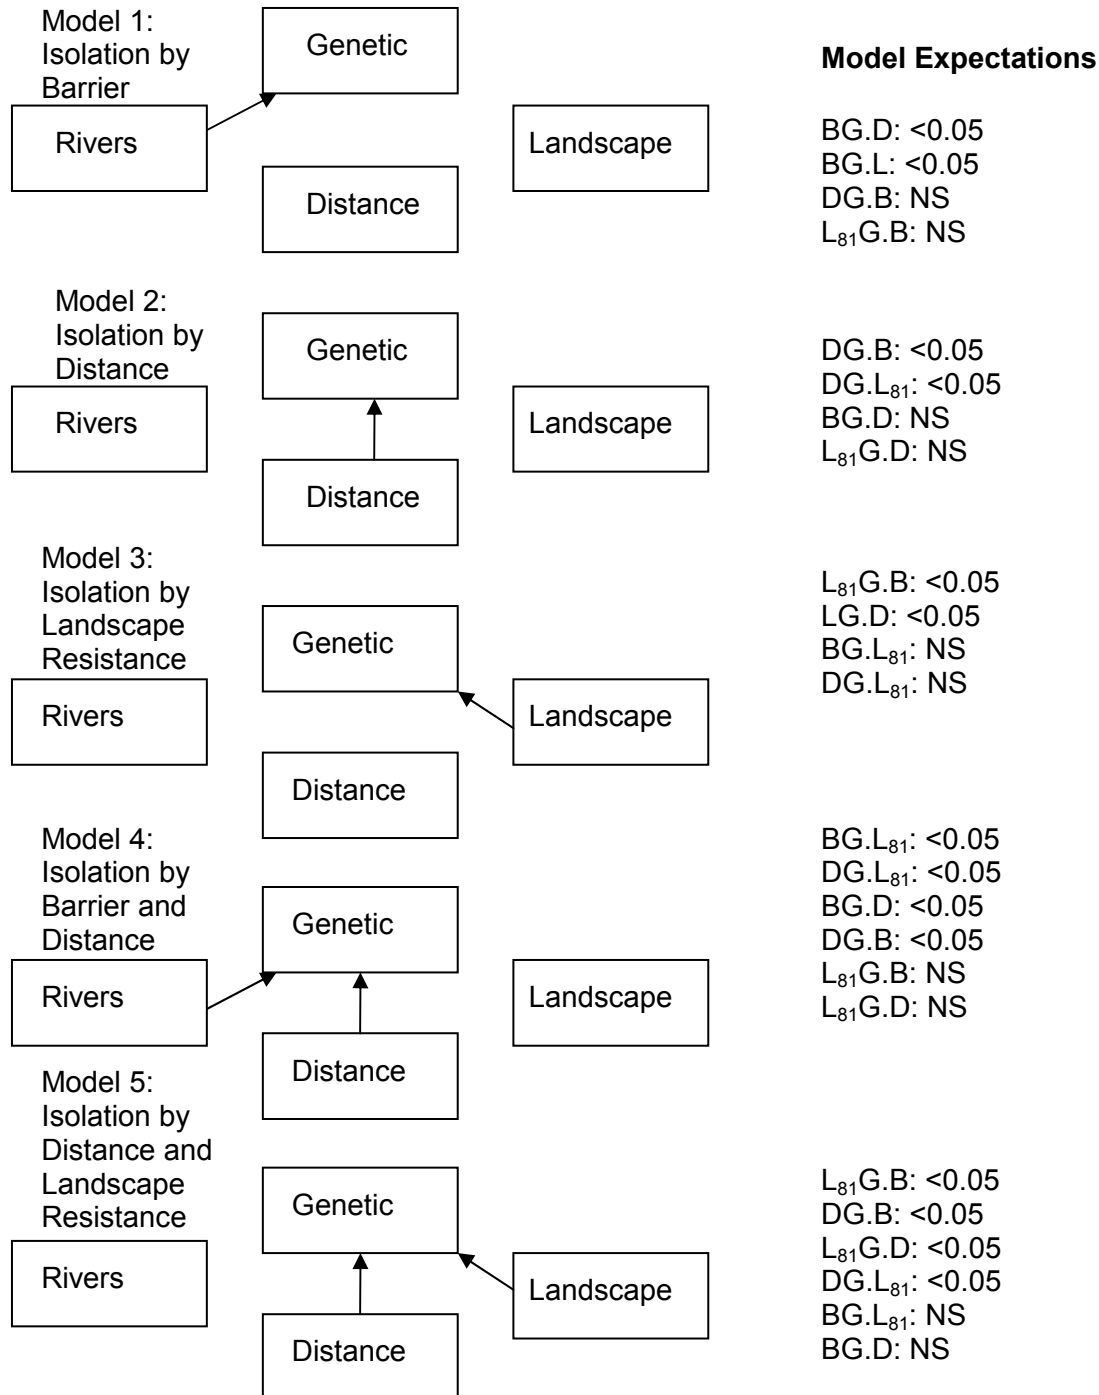 Model 1:
Isolation by
Barrier
Genetic
Rivers
Landscape
Distance
Model Expectations
BG.D: <0.05
BG.L: <0.05
DG.B: NS
L₈₁G.B: NS
Model 2:
Isolation by
Distance
Genetic
Rivers
Landscape
Distance
DG.B: <0.05
DG.L₈₁: <0.05
BG.D: NS
L₈₁G.D: NS
Model 3:
Isolation by
Landscape
Resistance
Genetic
Rivers
Landscape
Distance
L₈₁G.B: <0.05
LG.D: <0.05
BG.L₈₁: NS
DG.L₈₁: NS
Model 4:
Isolation by
Barrier and
Distance
Genetic
Rivers
Landscape
Distance
BG.L₈₁: <0.05
DG.L₈₁: <0.05
BG.D: <0.05
DG.B: <0.05
L₈₁G.B: NS
L₈₁G.D: NS
Model 5:
Isolation by
Distance and
Landscape
Resistance
Genetic
Rivers
Landscape
Distance
L₈₁G.B: <0.05
DG.B: <0.05
L₈₁G.D: <0.05
DG.L₈₁: <0.05
BG.L₈₁: NS
BG.D: NS